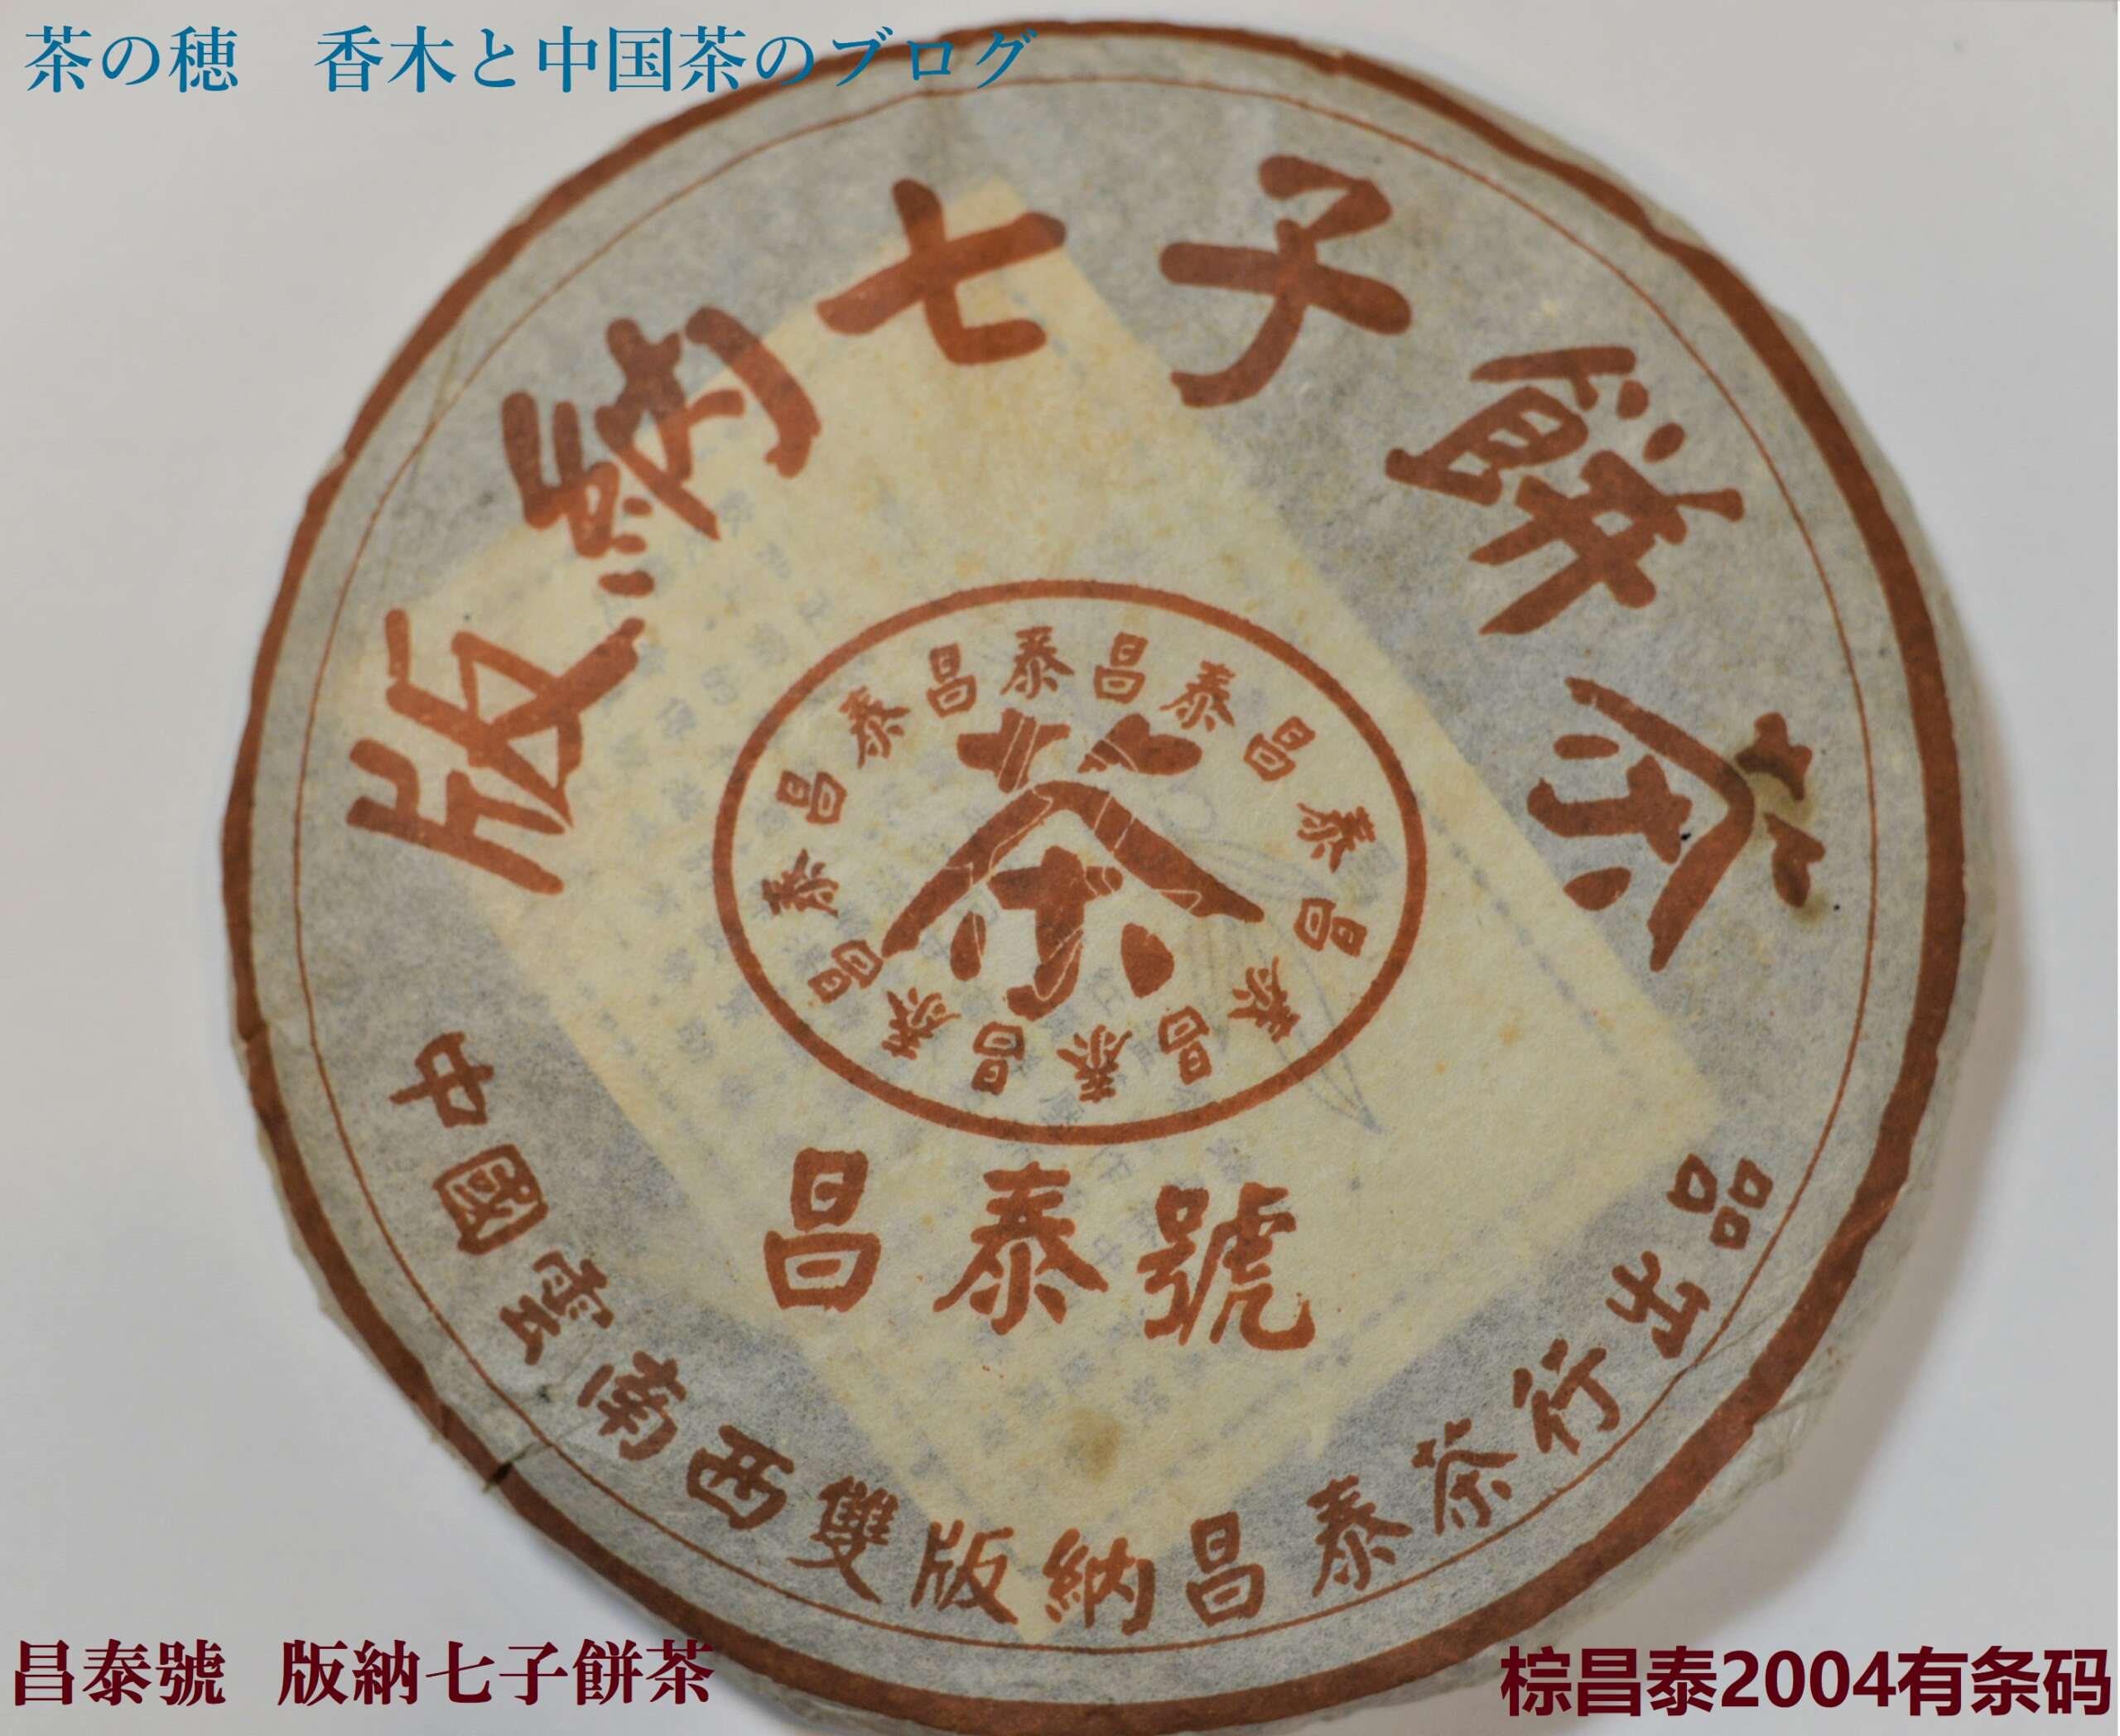 茶の穂　香木と中国茶のブログ
版納七子餅茶
昌泰昌泰昌泰昌泰昌泰昌泰昌泰昌泰
茶
昌泰號
中國雲南西雙版納昌泰茶行出品
昌泰號 版納七子餅茶
棕昌泰2004有条码